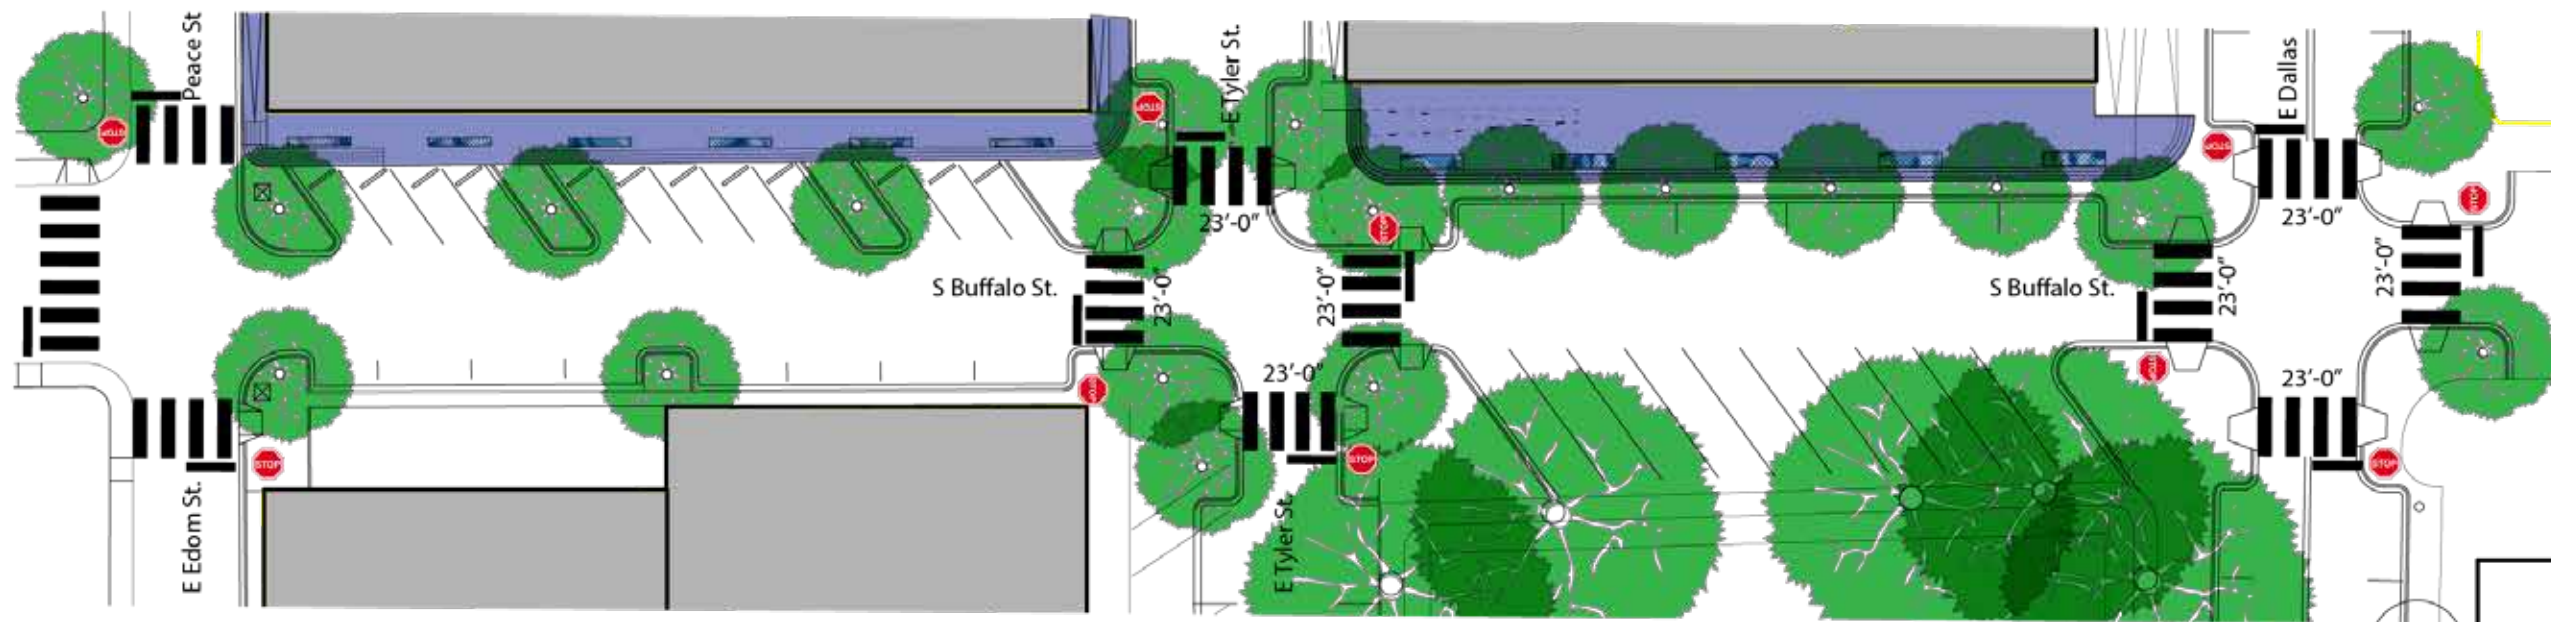 Peace St
E Tyler St.
E Dallas
STOP
STOP
STOP
STOP
STOP
23'-0"
23'-0"
S Buffalo St.
23'-0"
23'-0"
S Buffalo St.
23'-0"
23'-0"
23'-0"
23'-0"
STOP
STOP
STOP
STOP
STOP
E Edom St.
E Tyler St.